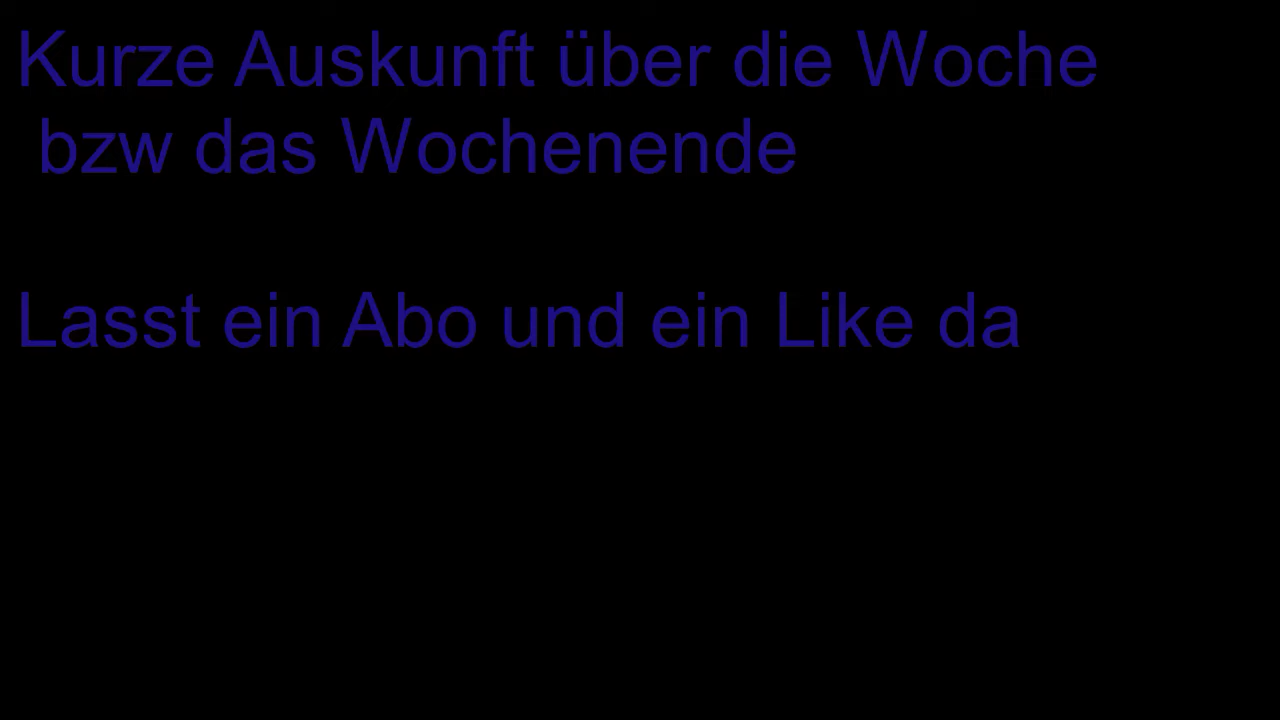 Kurze Auskunft über die Woche
bzw das Wochenende
Lasst ein Abo und ein Like da